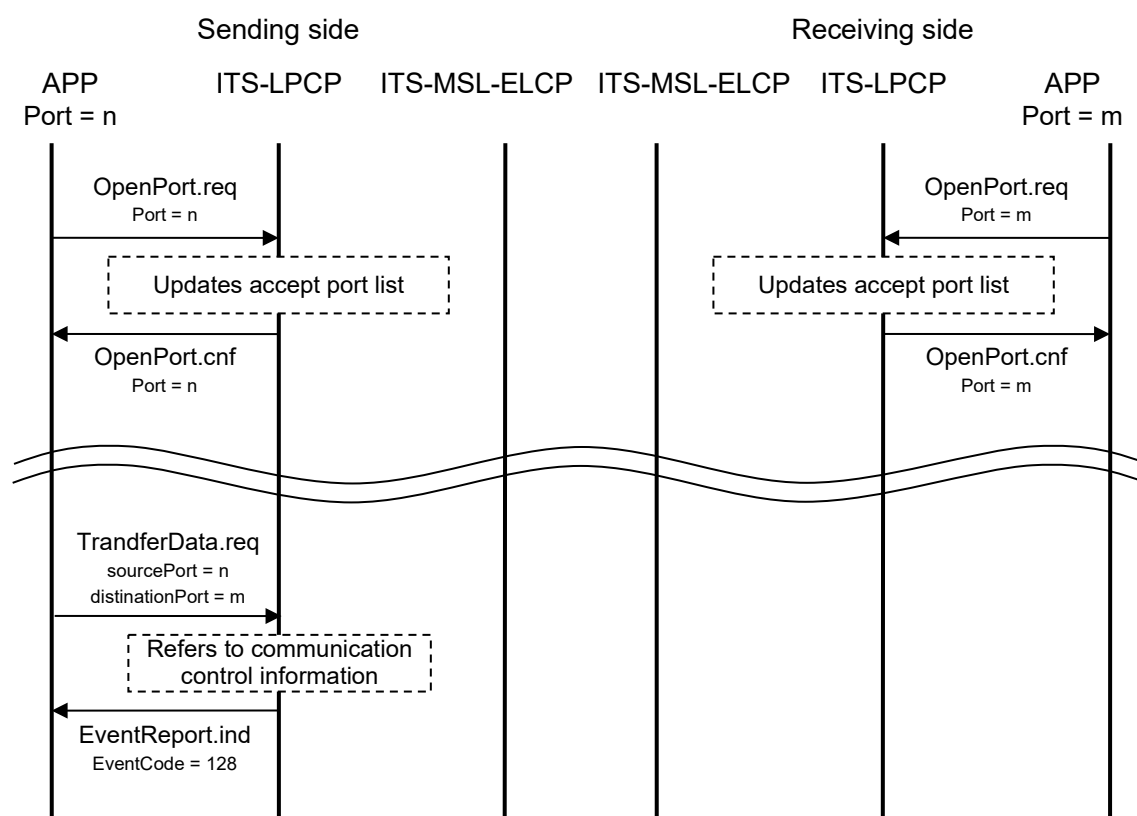 Sending side
Receiving side
APP
Port = n
ITS-LPCP
ITS-MSL-ELCP
ITS-MSL-ELCP
ITS-LPCP
APP
Port = m
OpenPort.req
Port = n
OpenPort.req
Port = m
Updates accept port list
Updates accept port list
OpenPort.cnf
Port = n
OpenPort.cnf
Port = m
TrandferData.req
sourcePort = n
distinationPort = m
Refers to communication
control information
EventReport.ind
EventCode = 128